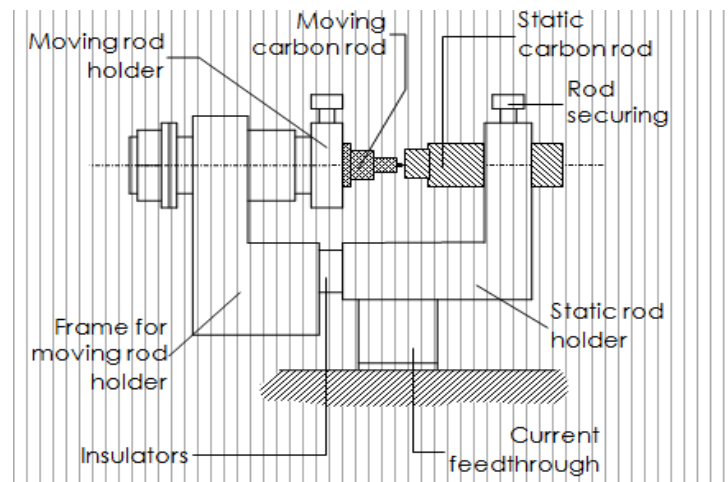 Moving rod
holder
Moving
carbon rod
Static
carbon rod
Rod
securing
Frame for
moving rod
holder
Static rod
holder
Insulators
Current
feedthrough